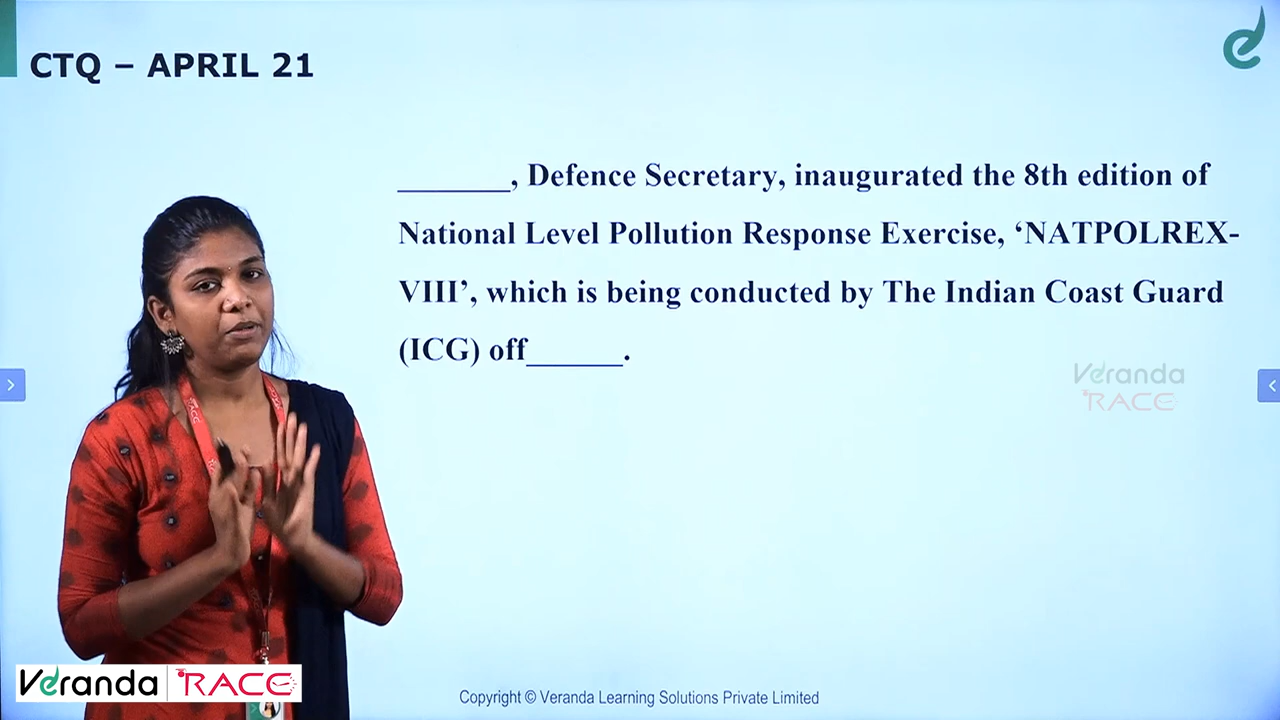 CTQ – APRIL 21
_______, Defence Secretary, inaugurated the 8th edition of
National Level Pollution Response Exercise, ‘NATPOLREX-
VIII’, which is being conducted by The Indian Coast Guard
(ICG) off______.
Veranda
RACE
RACE
Veranda RACE
Copyright © Veranda Learning Solutions Private Limited